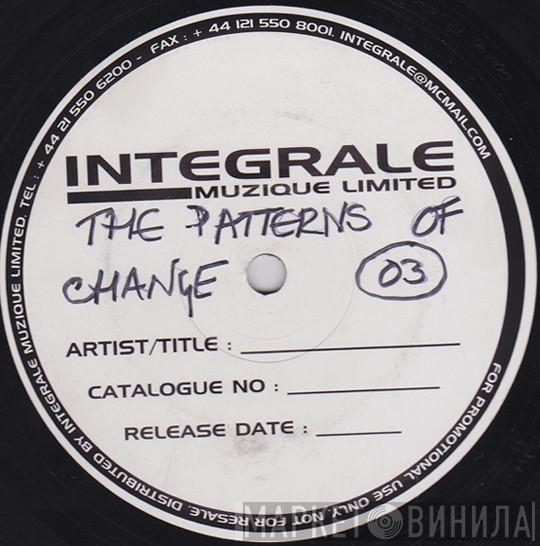 INTEGRALE
MUZIQUE LIMITED
THE PATTERNS OF
CHANGE 03
ARTIST/TITLE :
CATALOGUE NO :
RELEASE DATE :
FOR PROMOTIONAL USE ONLY. NOT FOR RESALE. DISTRIBUTED BY INTEGRALE MUZIQUE LIMITED. TEL : + 44 21 550 6200 - FAX : + 44 121 550 8001. INTEGRALE@MCMAIL.COM
МАРКЕТ ВИНИЛА